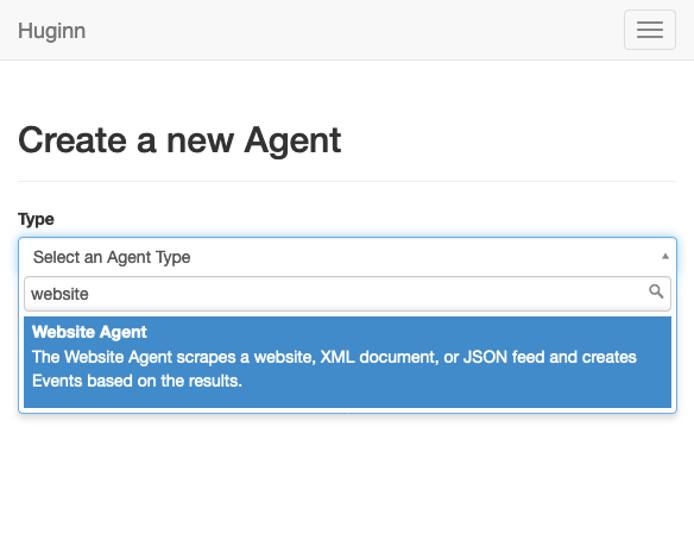 Huginn
Create a new Agent
Type
Select an Agent Type
website
Website Agent
The Website Agent scrapes a website, XML document, or JSON feed and creates
Events based on the results.